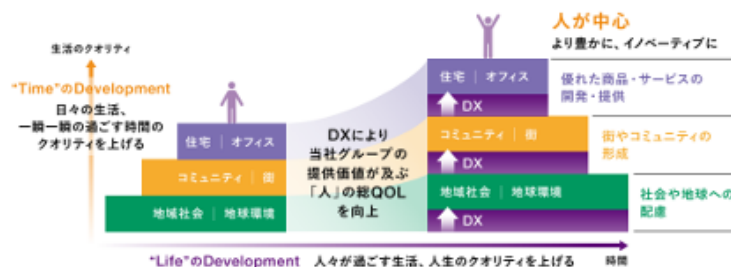 人が中心
より豊かに、イノベーティブに
生活のクオリティ
"Time"のDevelopment
日々の生活、
一瞬一瞬の過ごす時間の
クオリティを上げる
住宅 | オフィス
コミュニティ | 街
地域社会 | 地球環境
DXにより
当社グループの
提供価値が及ぶ
「人」の総QOL
を向上
住宅 | オフィス
DX
コミュニティ | 街
DX
地域社会 | 地球環境
DX
優れた商品・サービスの
開発・提供
街やコミュニティの
形成
社会や地球への
配慮
"Life"のDevelopment 人々が過ごす生活、人生のクオリティを上げる
時間